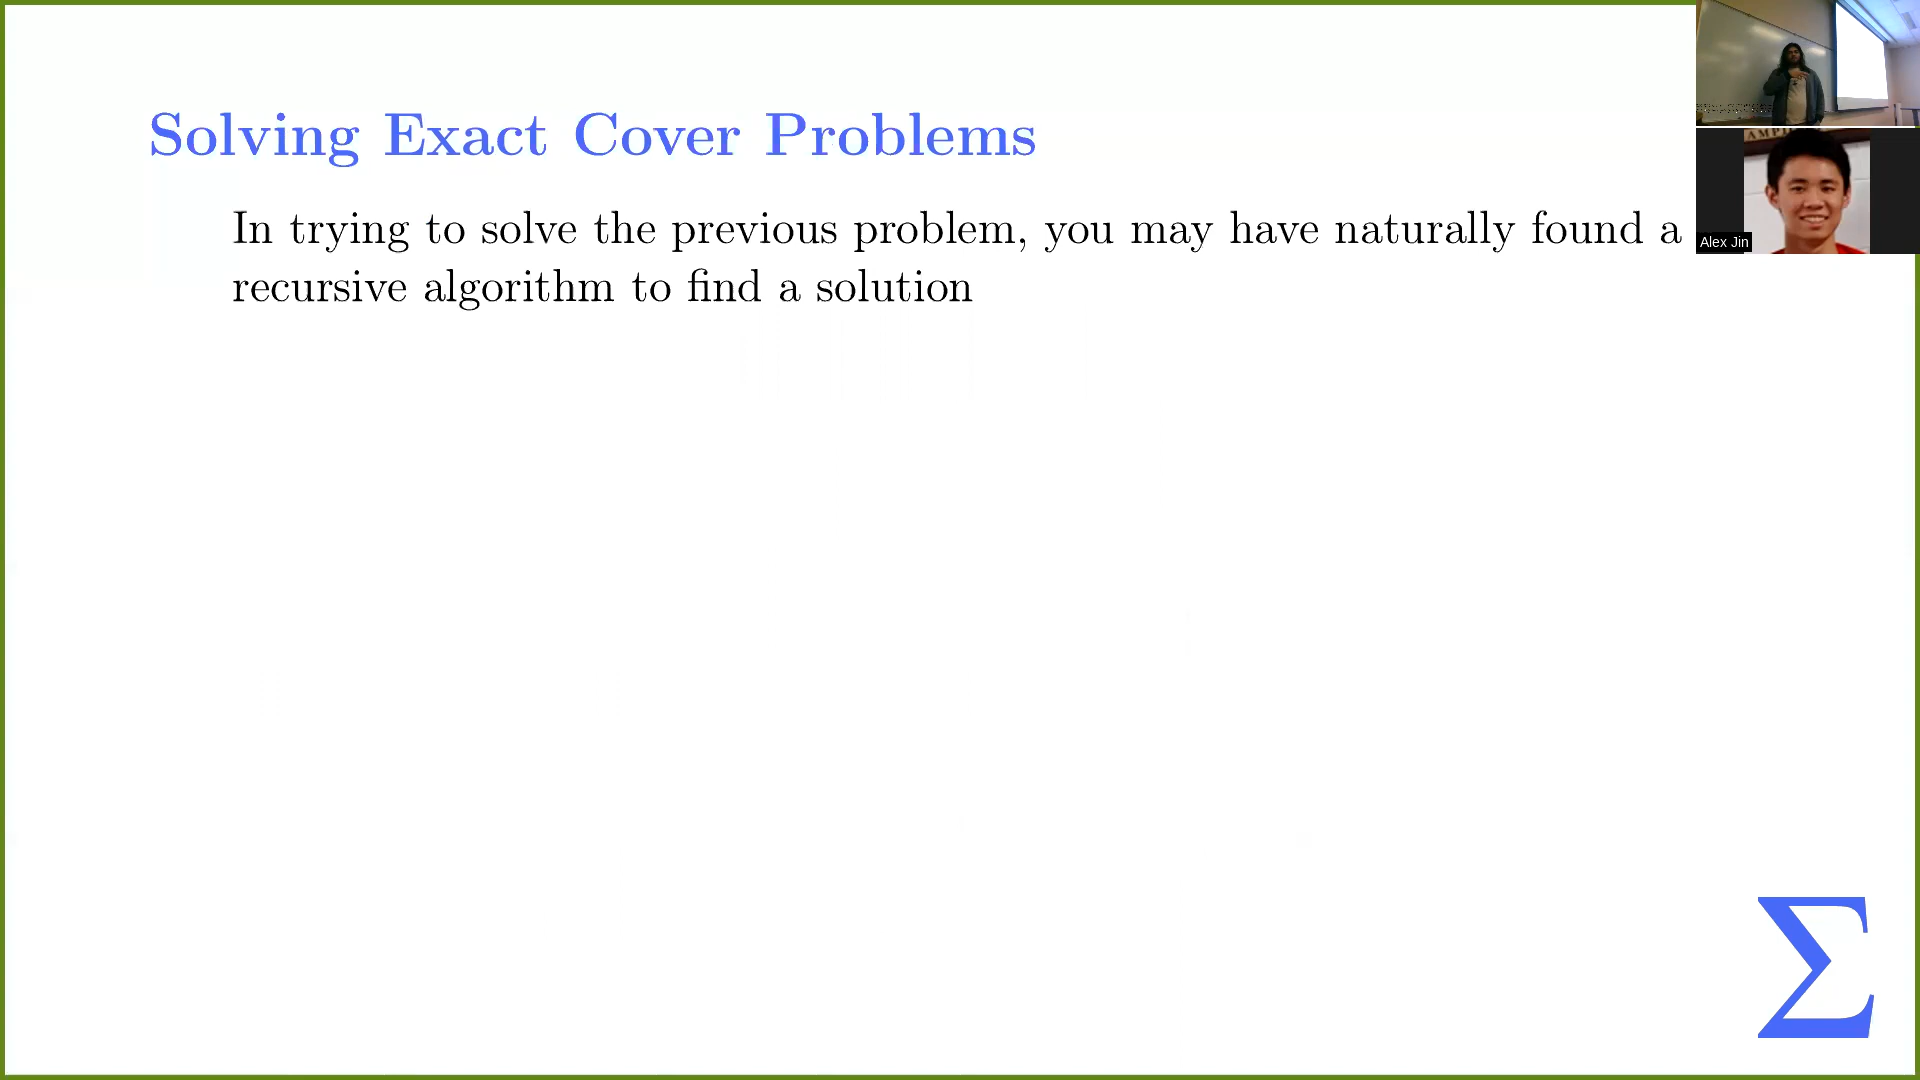 Solving Exact Cover Problems
In trying to solve the previous problem, you may have naturally found a
recursive algorithm to find a solution
AMPI
Alex Jin
Σ